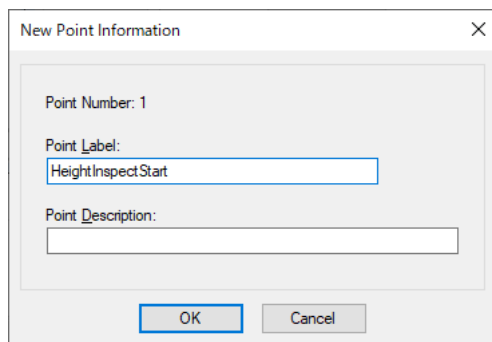 New Point Information
Point Number: 1
Point Label:
HeightInspectStart
Point Description:
OK Cancel